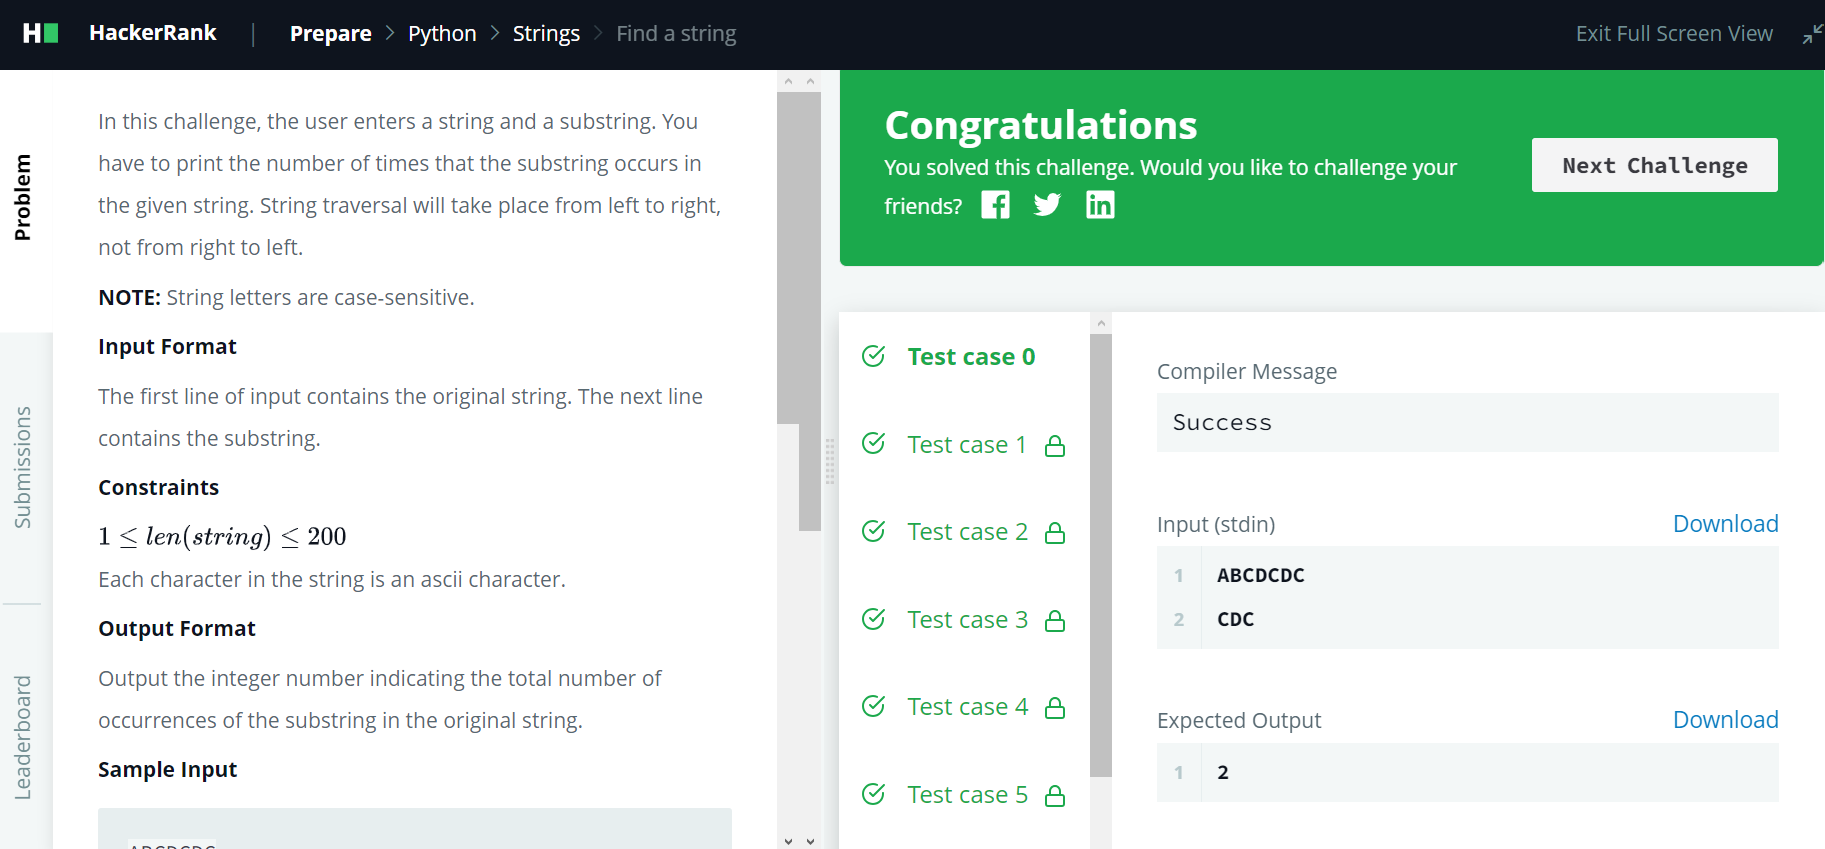 HackerRank | Prepare > Python > Strings > Find a string Exit Full Screen View
Problem
Submissions
Leaderboard
In this challenge, the user enters a string and a substring. You
have to print the number of times that the substring occurs in
the given string. String traversal will take place from left to right,
not from right to left.
NOTE: String letters are case-sensitive.
Input Format
The first line of input contains the original string. The next line
contains the substring.
Constraints
1 ≤ len(string) ≤ 200
Each character in the string is an ascii character.
Output Format
Output the integer number indicating the total number of
occurrences of the substring in the original string.
Sample Input
Congratulations
You solved this challenge. Would you like to challenge your
friends?
Next Challenge
Test case 0
Test case 1
Test case 2
Test case 3
Test case 4
Test case 5
Compiler Message
Success
Input (stdin) Download
1 ABCDCDC
2 CDC
Expected Output Download
1 2